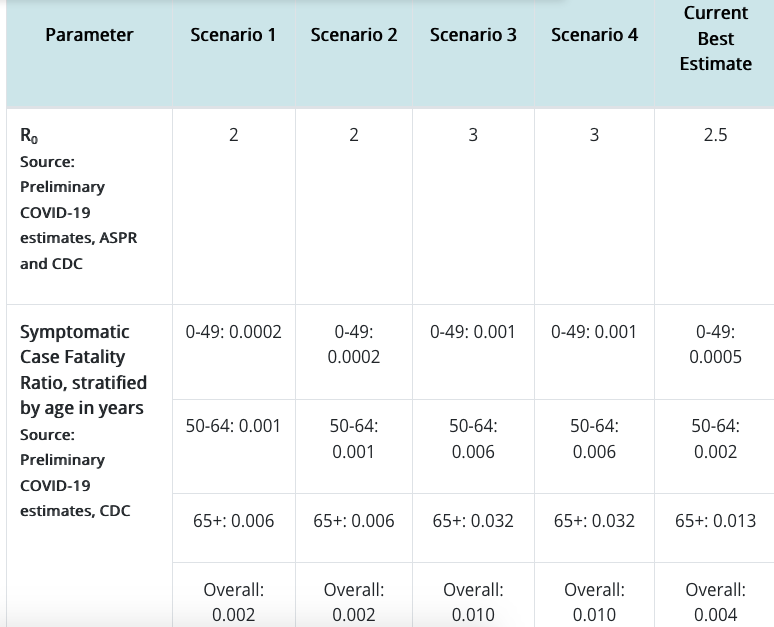 Parameter
Scenario 1
Scenario 2
Scenario 3
Scenario 4
Current
Best
Estimate
R₀
Source:
Preliminary
COVID-19
estimates, ASPR
and CDC
2
2
3
3
2.5
Symptomatic
Case Fatality
Ratio, stratified
by age in years
Source:
Preliminary
COVID-19
estimates, CDC
0-49: 0.0002
0-49:
0.0002
0-49: 0.001
0-49: 0.001
0-49:
0.0005
50-64: 0.001
50-64:
0.001
50-64:
0.006
50-64:
0.006
50-64:
0.002
65+: 0.006
65+: 0.006
65+: 0.032
65+: 0.032
65+: 0.013
Overall:
0.002
Overall:
0.002
Overall:
0.010
Overall:
0.010
Overall:
0.004